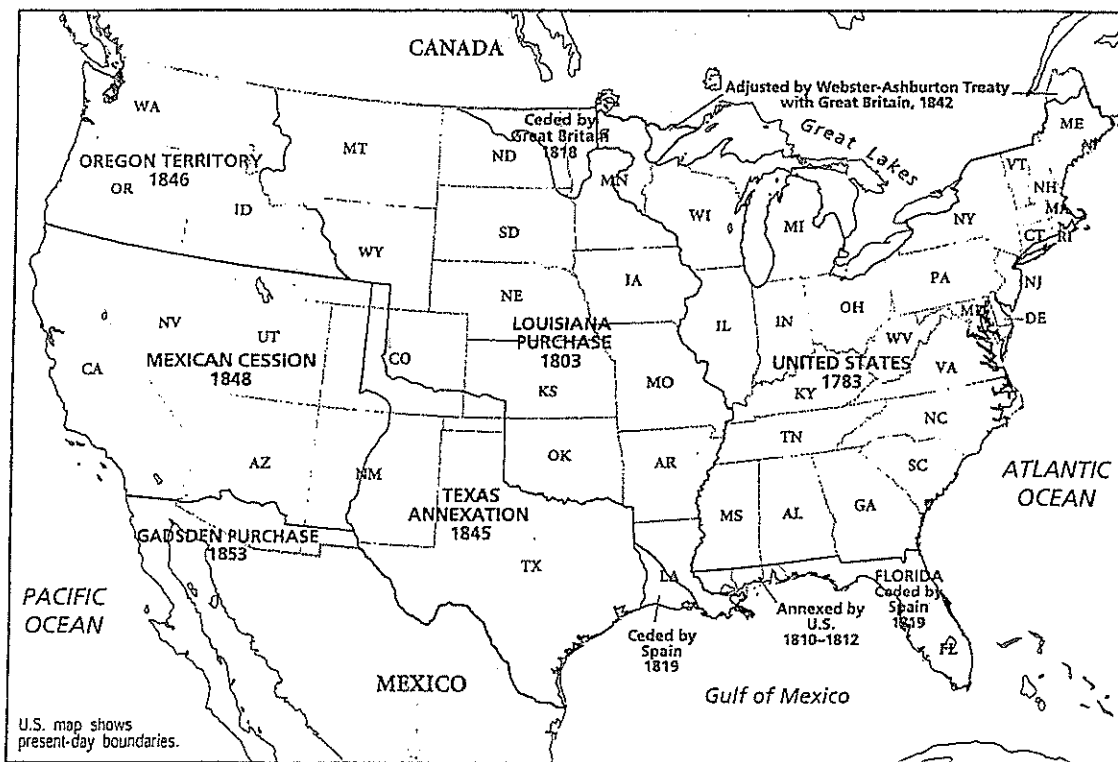 CANADA
Adjusted by Webster-Ashburton Treaty
with Great Britain, 1842
WA
Ceded by
Great Britain
1818
Great Lakes
ME
MT
ND
OREGON TERRITORY
1846
VT
MN
NH
OR
ID
WI
MI
NY
MA
SD
CT
RI
WY
IA
PA
NJ
NE
OH
MD
DE
NV
UT
LOUISIANA
PURCHASE
1803
IL
IN
WV
CA
MEXICAN CESSION
1848
CO
UNITED STATES
1783
VA
KS
MO
KY
NC
TN
AZ
NM
OK
AR
SC
ATLANTIC
OCEAN
TEXAS
ANNEXATION
1845
MS
AL
GA
GADSDEN PURCHASE
1853
TX
LA
FLORIDA
Ceded by
Spain
1819
PACIFIC
OCEAN
Annexed by
U.S.
1810–1812
Ceded by
Spain
1819
FL
MEXICO
Gulf of Mexico
U.S. map shows
present-day boundaries.